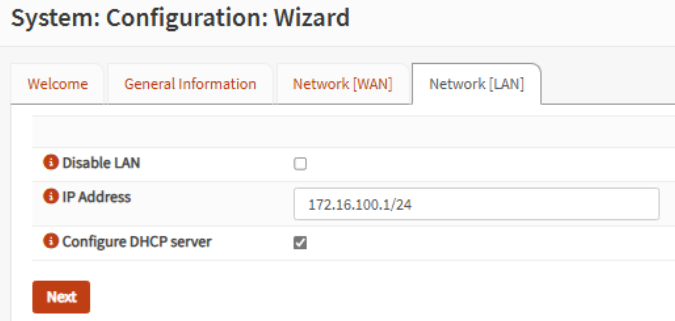 System: Configuration: Wizard
Welcome General Information Network [WAN] Network [LAN]
Disable LAN
IP Address 172.16.100.1/24
Configure DHCP server
Next